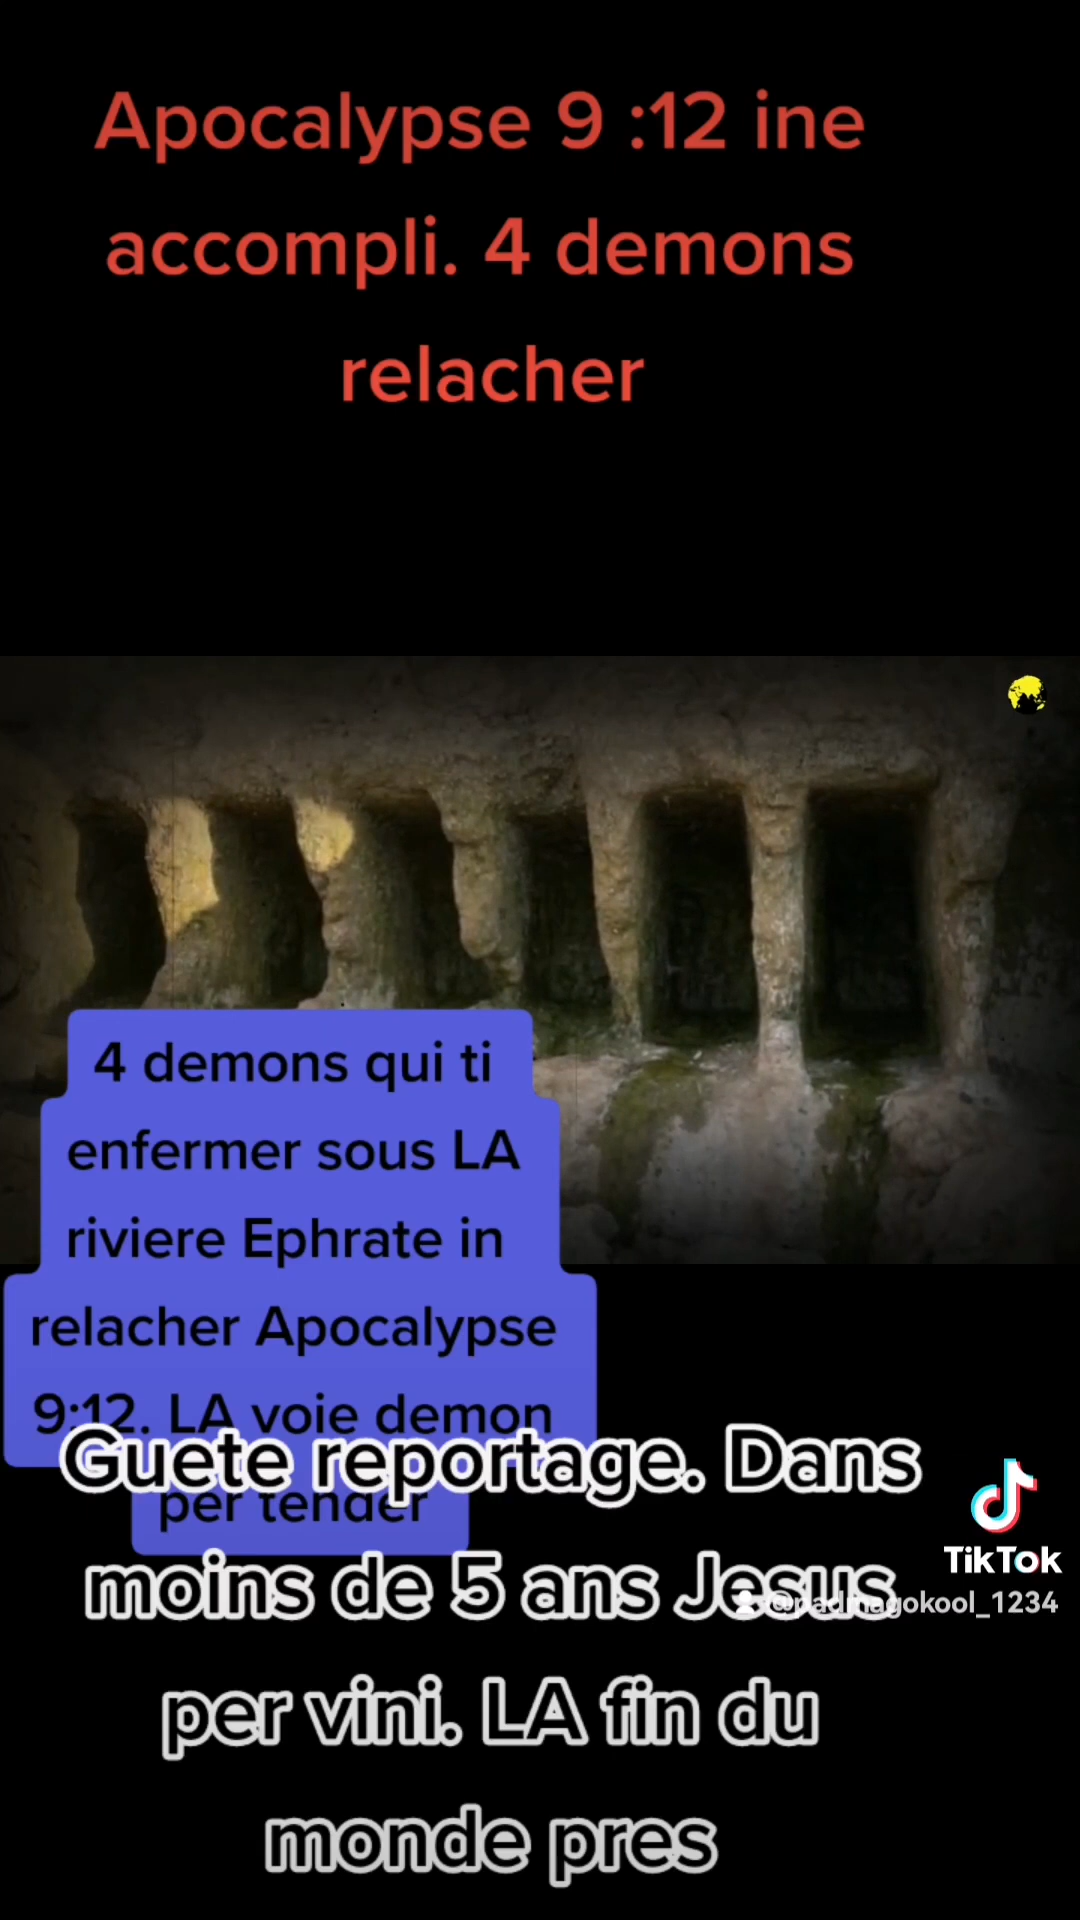 Apocalypse 9 :12 ine
accompli. 4 demons
relacher
4 demons qui ti
enfermer sous LA
riviere Ephrate in
relacher Apocalypse
9:12. LA voie demon
per tender
Guete reportage. Dans
moins de 5 ans Jesus
per vini. LA fin du
monde pres
TikTok
@padmagokool_1234